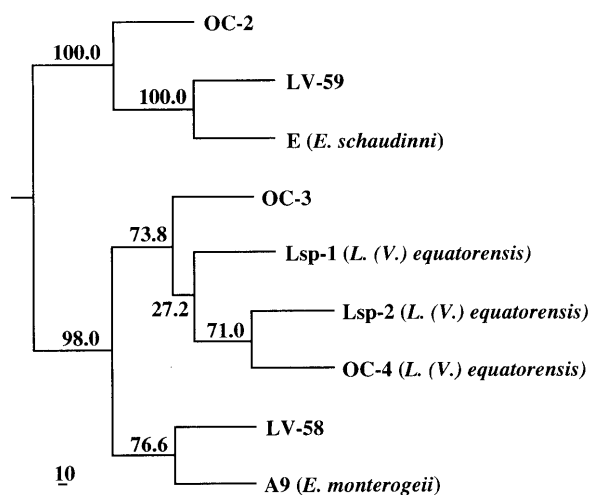 OC-2
100.0
LV-59
100.0
E (E. schaudinni)
OC-3
73.8
Lsp-1 (L. (V.) equatorensis)
27.2
Lsp-2 (L. (V.) equatorensis)
71.0
98.0
OC-4 (L. (V.) equatorensis)
LV-58
76.6
10
A9 (E. monterogeii)